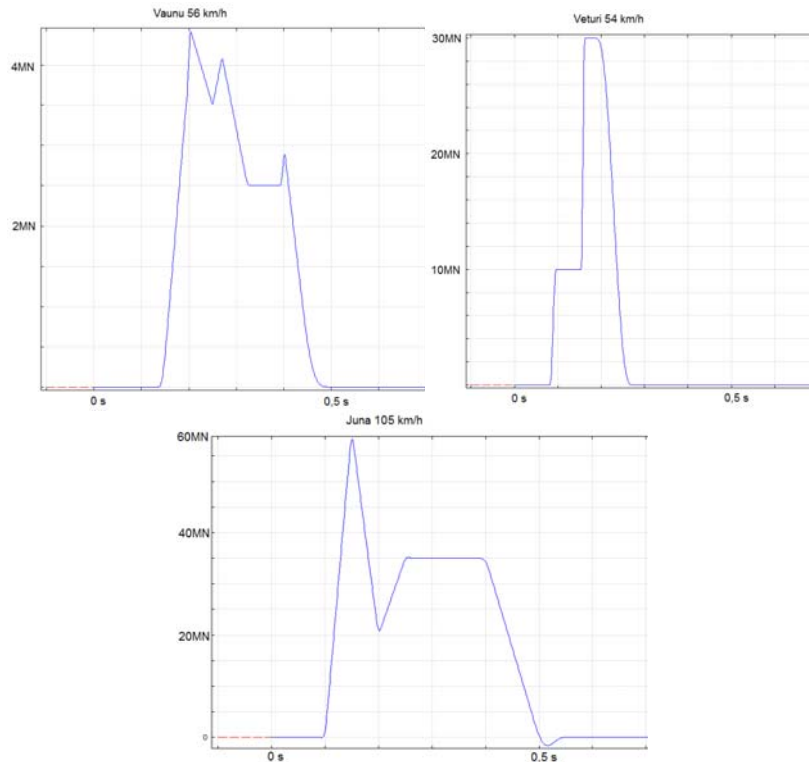 Vaunu 56 km/h
4MN
2MN
0 s
0,5 s
Veturi 54 km/h
30MN
20MN
10MN
0 s
0,5 s
Juna 105 km/h
60MN
40MN
20MN
0
0 s
0,5 s